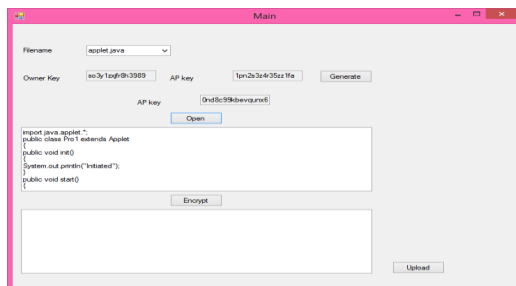 Main
Filename
applet.java
Owner Key
so3y1zxjfr8h3989
AP key
1pn2s3z4r35zz1fa
Generate
AP key
0nd8c99kbevqunx6
Open
import java.applet.*;
public class Pro1 extends Applet
{
public void init()
{
System.out.println("Initiated");
}
public void start()
{
Encrypt
Upload